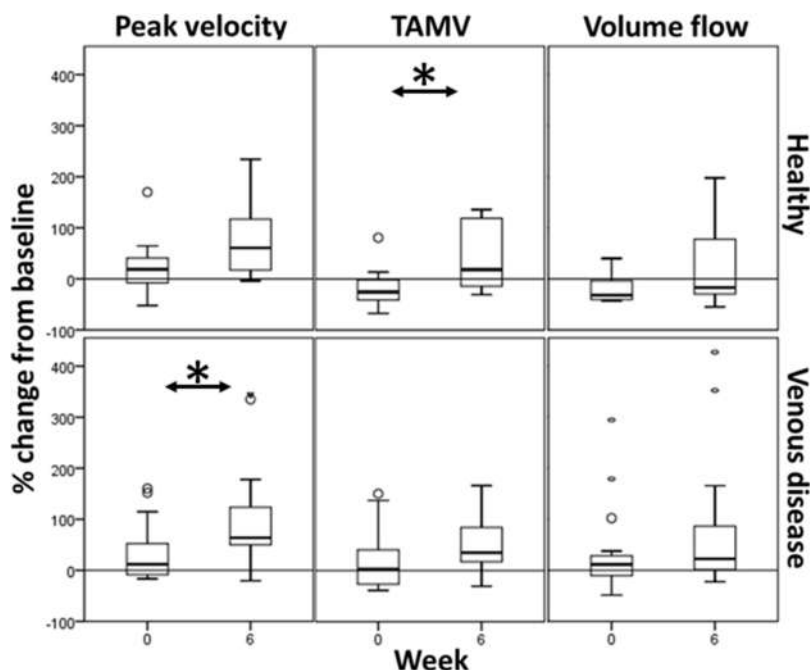 Peak velocity TAMV Volume flow
400
300
200
100
0
-100
*
Healthy
% change from baseline
400
300
200
100
0
-100
*
Venous disease
0 6 0 6 0 6
Week